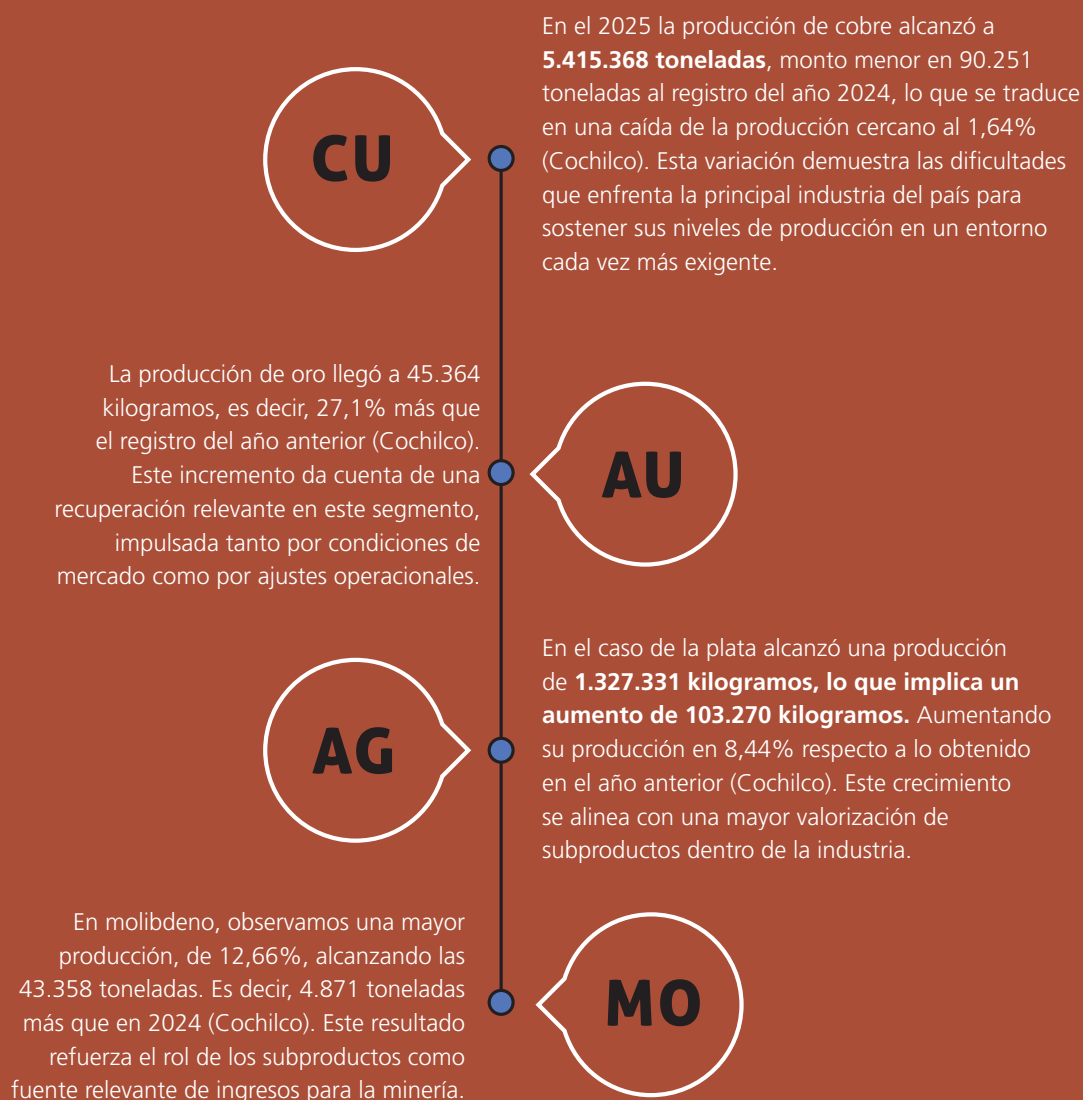 En el 2025 la producción de cobre alcanzó a
5.415.368 toneladas, monto menor en 90.251
toneladas al registro del año 2024, lo que se traduce
en una caída de la producción cercano al 1,64%
(Cochilco). Esta variación demuestra las dificultades
que enfrenta la principal industria del país para
sostener sus niveles de producción en un entorno
cada vez más exigente.
CU
La producción de oro llegó a 45.364
kilogramos, es decir, 27,1% más que
el registro del año anterior (Cochilco).
Este incremento da cuenta de una
recuperación relevante en este segmento,
impulsada tanto por condiciones de
mercado como por ajustes operacionales.
AU
En el caso de la plata alcanzó una producción
de 1.327.331 kilogramos, lo que implica un
aumento de 103.270 kilogramos. Aumentando
su producción en 8,44% respecto a lo obtenido
en el año anterior (Cochilco). Este crecimiento
se alinea con una mayor valorización de
subproductos dentro de la industria.
AG
En molibdeno, observamos una mayor
producción, de 12,66%, alcanzando las
43.358 toneladas. Es decir, 4.871 toneladas
más que en 2024 (Cochilco). Este resultado
refuerza el rol de los subproductos como
fuente relevante de ingresos para la minería.
MO